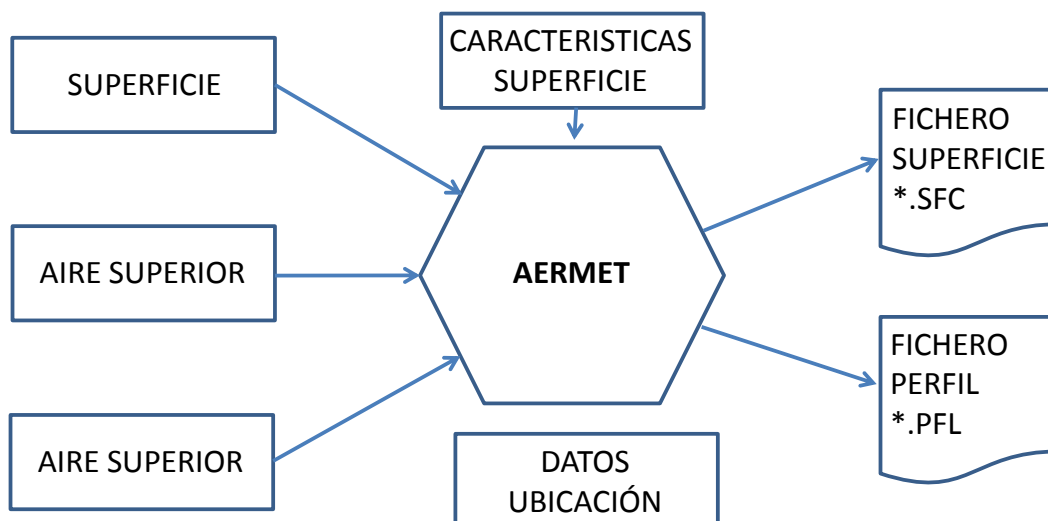 SUPERFICIE
CARACTERISTICAS
SUPERFICIE
FICHERO
SUPERFICIE
*.SFC
AIRE SUPERIOR
AERMET
FICHERO
PERFIL
*.PFL
AIRE SUPERIOR
DATOS
UBICACIÓN